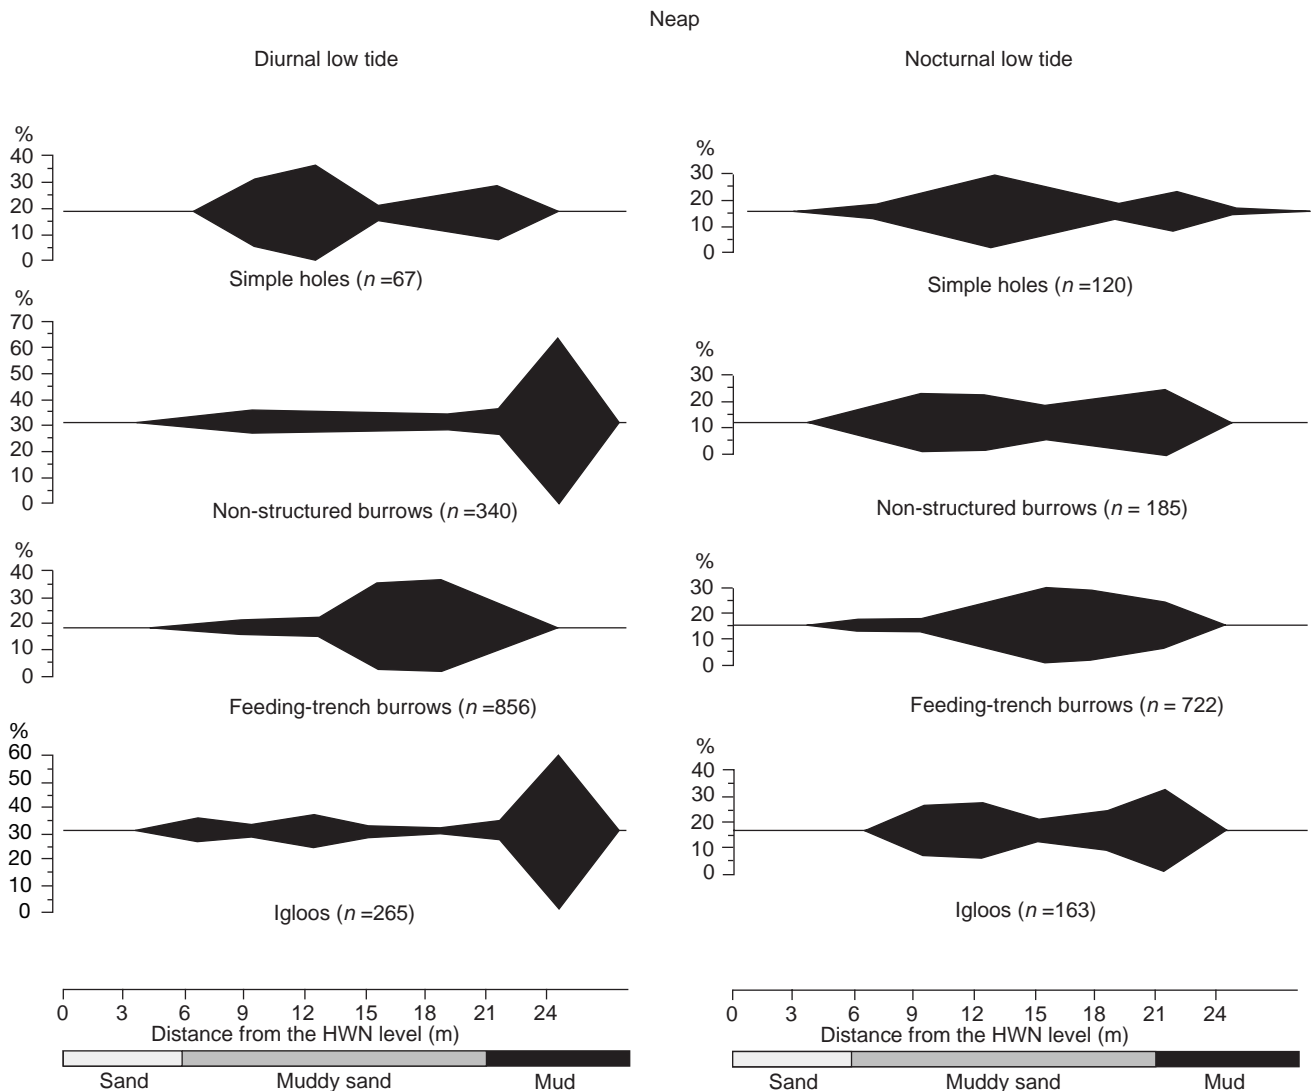 Neap
Diurnal low tide
%
40
30
20
10
0
Simple holes (n =67)
%
70
60
50
40
30
20
10
0
Non-structured burrows (n =340)
%
40
30
20
10
0
Feeding-trench burrows (n =856)
%
60
50
40
30
20
10
0
Igloos (n =265)
0 3 6 9 12 15 18 21 24
Distance from the HWN level (m)
Sand Muddy sand Mud
Nocturnal low tide
%
30
20
10
0
Simple holes (n =120)
%
30
20
10
0
Non-structured burrows (n = 185)
%
30
20
10
0
Feeding-trench burrows (n = 722)
%
40
30
20
10
0
Igloos (n =163)
0 3 6 9 12 15 18 21 24
Distance from the HWN level (m)
Sand Muddy sand Mud